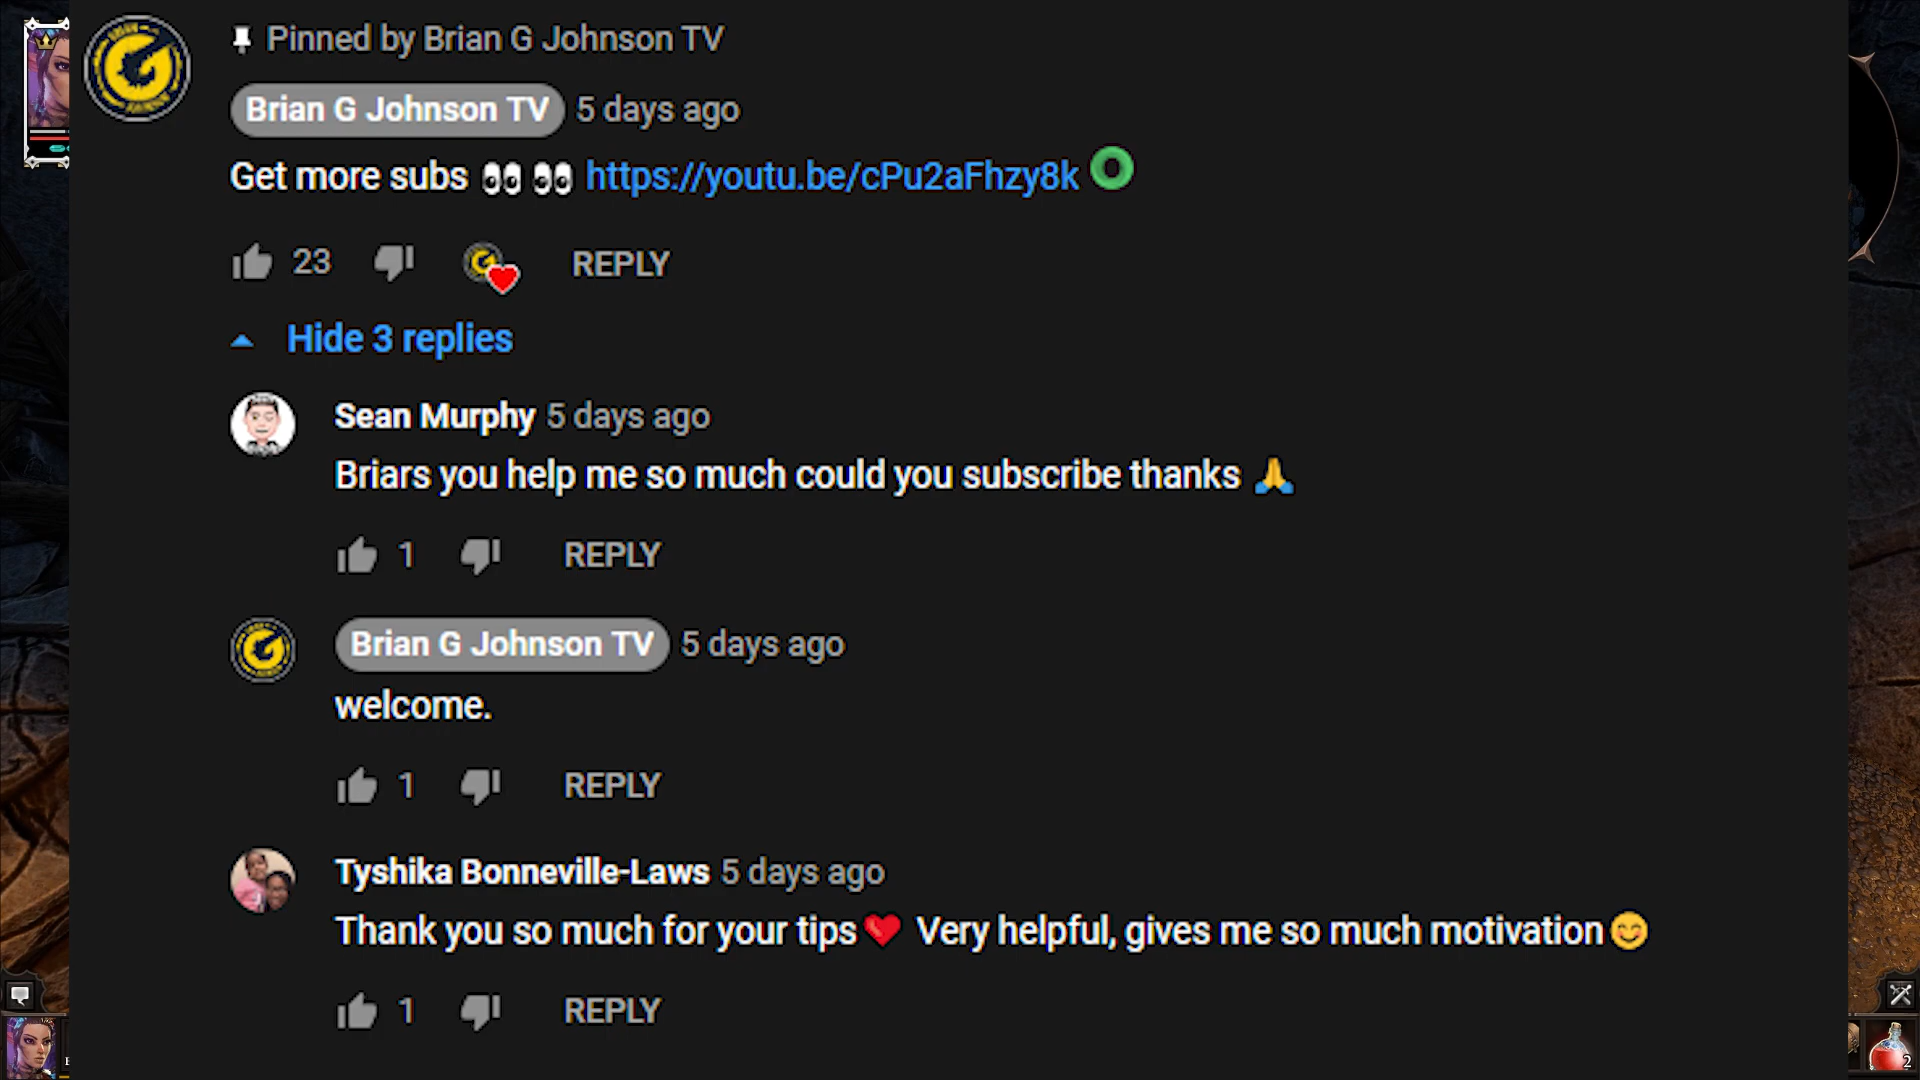 Pinned by Brian G Johnson TV
Brian G Johnson TV 5 days ago
Get more subs 👀 👀 https://youtu.be/cPu2aFhzy8k
23 REPLY
Hide 3 replies
Sean Murphy 5 days ago
Briars you help me so much could you subscribe thanks 🙏
1 REPLY
Brian G Johnson TV 5 days ago
welcome.
1 REPLY
Tyshika Bonneville-Laws 5 days ago
Thank you so much for your tips❤️ Very helpful, gives me so much motivation😊
1 REPLY
2